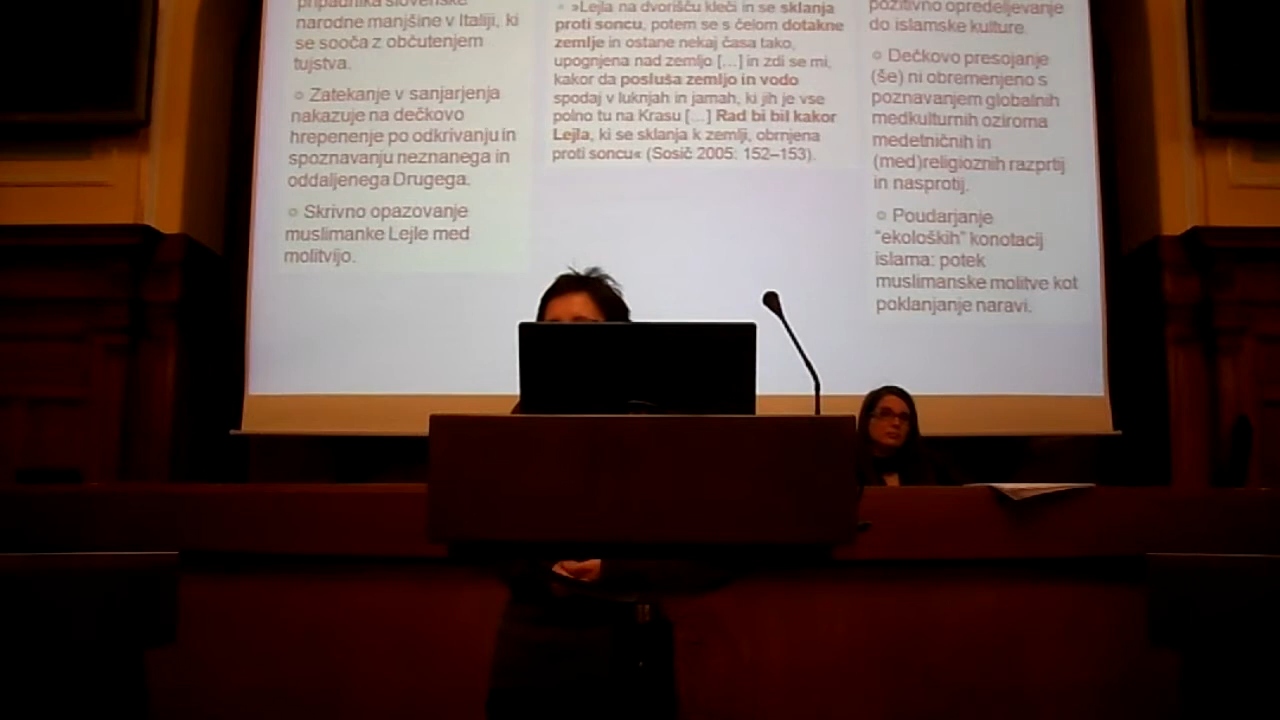 pripadnika slovenske
narodne manjšine v Italiji, ki
se sooča z občutenjem
tujstva.
○ Zatekanje v sanjarjenja
nakazuje na dečkovo
hrepenenje po odkrivanju in
spoznavanju neznanega in
oddaljenega Drugega.
○ Skrivno opazovanje
muslimanke Lejle med
molitvijo.
○ »Lejla na dvorišču kleči in se sklanja
proti soncu, potem se s čelom dotakne
zemlje in ostane nekaj časa tako,
upognjena nad zemljo [...] in zdi se mi,
kakor da posluša zemljo in vodo
spodaj v luknjah in jamah, ki jih je vse
polno tu na Krasu [...] Rad bi bil kakor
Lejla, ki se sklanja k zemlji, obrnjena
proti soncu« (Sosič 2005: 152–153).
pozitivno opredeljevanje
do islamske kulture.
○ Dečkovo presojanje
(še) ni obremenjeno s
poznavanjem globalnih
medkulturnih oziroma
medetničnih in
(med)religioznih razprtij
in nasprotij.
○ Poudarjanje
"ekoloških" konotacij
islama: potek
muslimanske molitve kot
poklanjanje naravi.